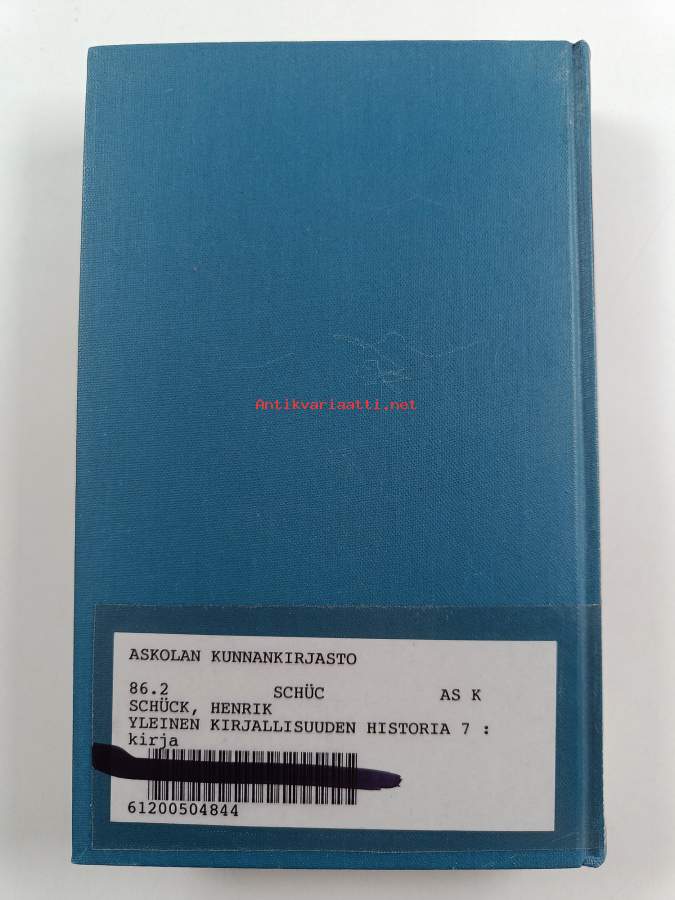 Antikvariaatti.net
ASKOLAN KUNNANKIRJASTO
86.2 SCHÜC AS K
SCHÜCK, HENRIK
YLEINEN KIRJALLISUUDEN HISTORIA 7 :
kirja
61200504844